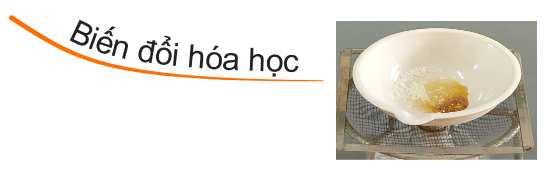 Biến đổi hóa học